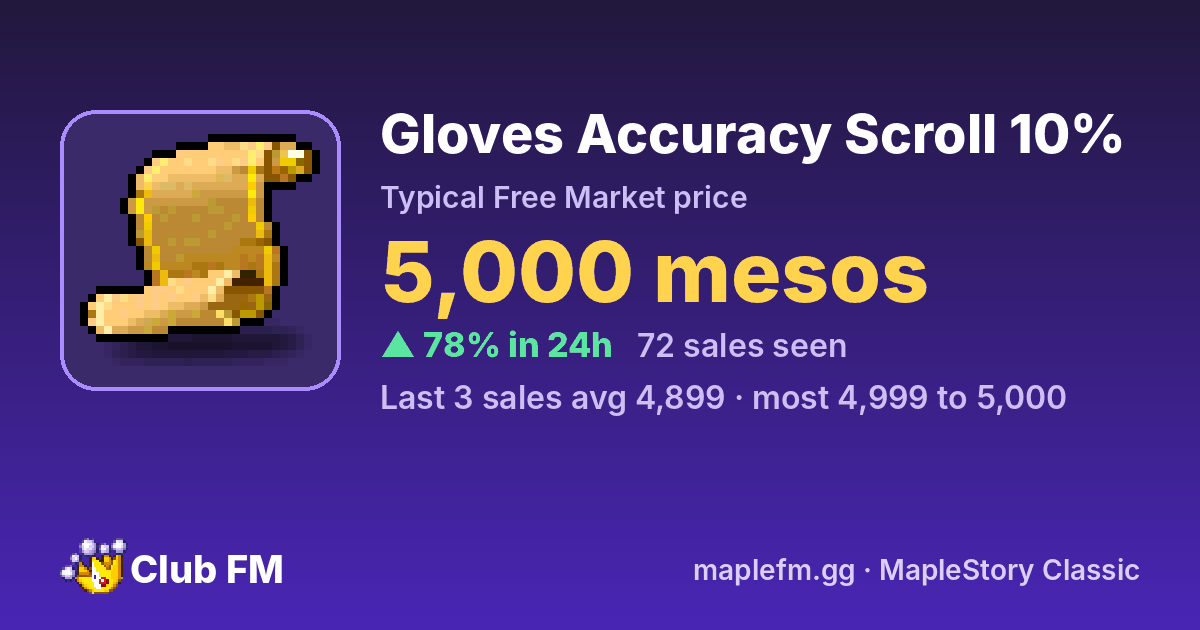 Gloves Accuracy Scroll 10%
Typical Free Market price
5,000 mesos
▲ 78% in 24h 72 sales seen
Last 3 sales avg 4,899 · most 4,999 to 5,000
Club FM
maplefm.gg · MapleStory Classic